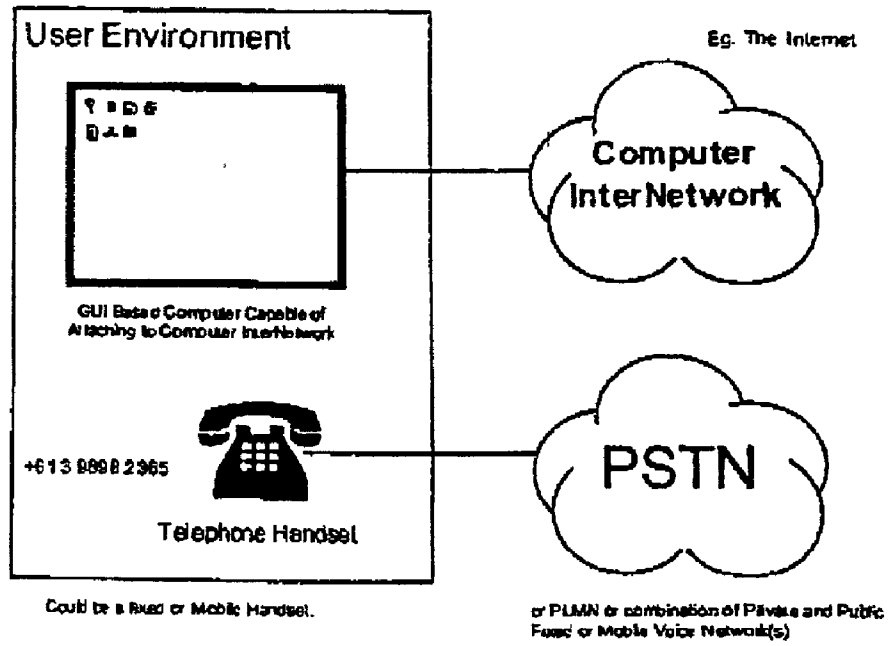 User Environment
Eg. The Internet
Computer
InterNetwork
GUI Based Computer Capable of
Attaching to Computer InterNetwork
+61 3 9898 2365
Telephone Handset
PSTN
Could be a fixed or Mobile Handset.
or PLMN or combination of Private and Public
Fixed or Mobile Voice Network(s)